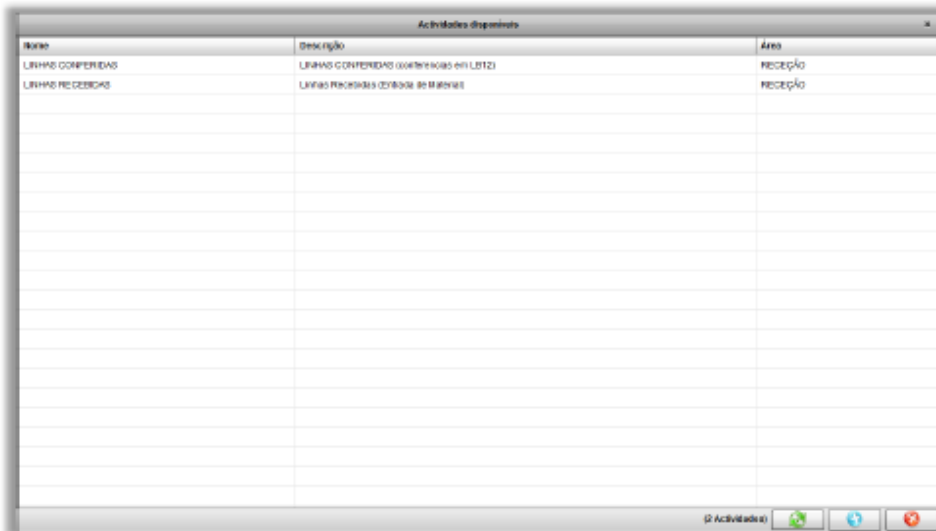 Actividades disponíveis
Nome Descrição Área
LINHAS CONFERIDAS LINHAS CONFERIDAS (conferencias em LB12) RECEÇÃO
LINHAS RECEBIDAS Linhas Recebidas (Entrada de Material) RECEÇÃO
(2 Actividades)